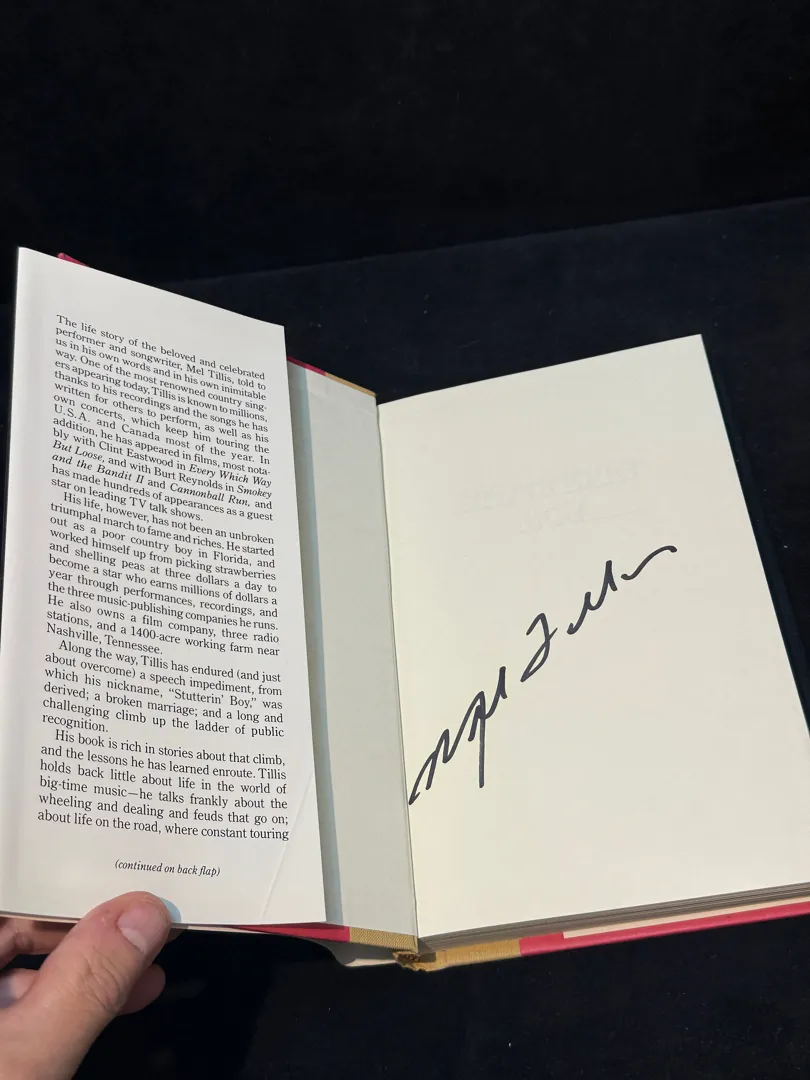 The life story of the beloved and celebrated
performer and songwriter, Mel Tillis, told to
us in his own words and in his own inimitable
way. One of the most renowned country sing-
ers appearing today, Tillis is known to millions,
thanks to his recordings and the songs he has
written for others to perform, as well as his
own concerts, which keep him touring the
U.S.A. and Canada most of the year. In
addition, he has appeared in films, most nota-
bly with Clint Eastwood in Every Which Way
But Loose, and with Burt Reynolds in Smokey
and the Bandit II and Cannonball Run, and
has made hundreds of appearances as a guest
star on leading TV talk shows.
His life, however, has not been an unbroken
triumphal march to fame and riches. He started
out as a poor country boy in Florida, and
worked himself up from picking strawberries
and shelling peas at three dollars a day to
become a star who earns millions of dollars a
year through performances, recordings, and
the three music-publishing companies he runs.
He also owns a film company, three radio
stations, and a 1400-acre working farm near
Nashville, Tennessee.
Along the way, Tillis has endured (and just
about overcome) a speech impediment, from
which his nickname, “Stutterin’ Boy,” was
derived; a broken marriage; and a long and
challenging climb up the ladder of public
recognition.
His book is rich in stories about that climb,
and the lessons he has learned enroute. Tillis
holds back little about life in the world of
big-time music—he talks frankly about the
wheeling and dealing and feuds that go on;
about life on the road, where constant touring
(continued on back flap)
Mel Tillis